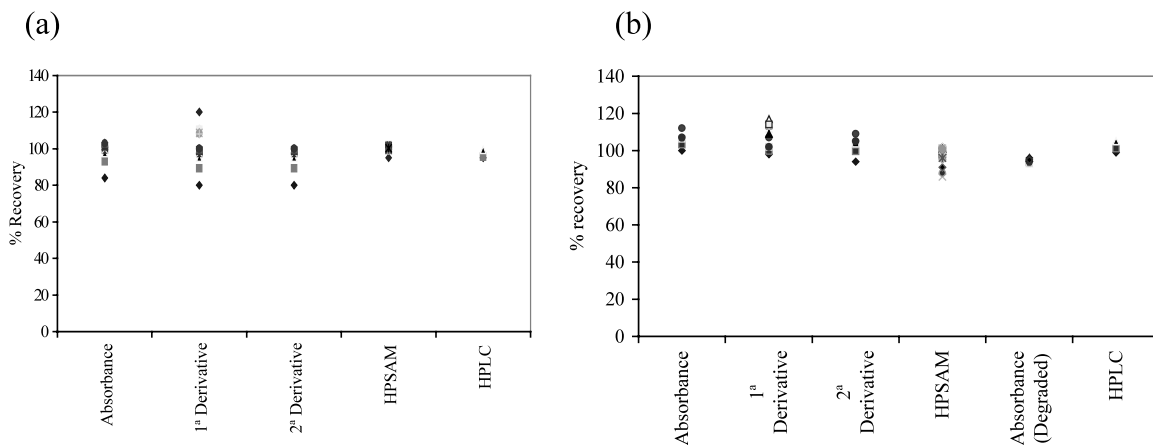 (a)
% Recovery
140
120
100
80
60
40
20
0
Absorbance
1ª Derivative
2ª Derivative
HPSAM
HPLC
(b)
% recovery
140
120
100
80
60
40
20
0
Absorbance
1ª
Derivative
2ª
Derivative
HPSAM
Absorbance
(Degraded)
HPLC